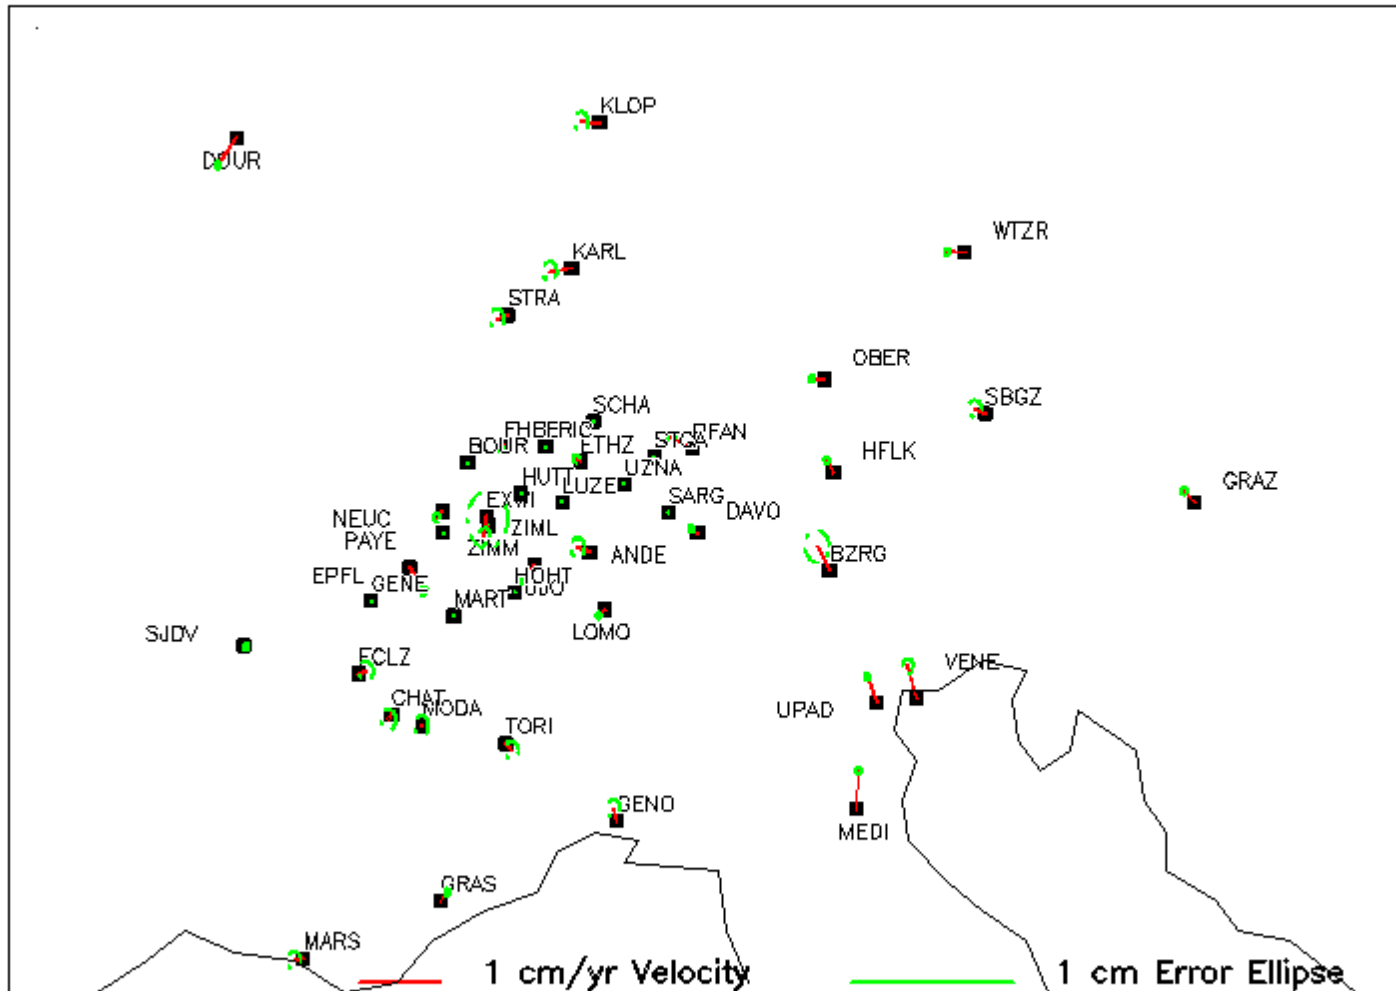 KLOP
DOUR
WTZR
KARL
STRA
OBER
SBGZ
SCHA
FHBERIC
STGA
PFAN
BOUR
ETHZ
HFLK
UZNA
HUTT
LUZE
GRAZ
EXWI
SARG
DAVO
NEUC
ZIML
PAYE
ZIMM
ANDE
BZRG
EPFL
HOHT
GENE
MART
LOMO
SJDV
FCLZ
VENE
CHAT
MODA
UPAD
TORI
GENO
MEDI
GRAS
MARS
1 cm/yr Velocity
1 cm Error Ellipse